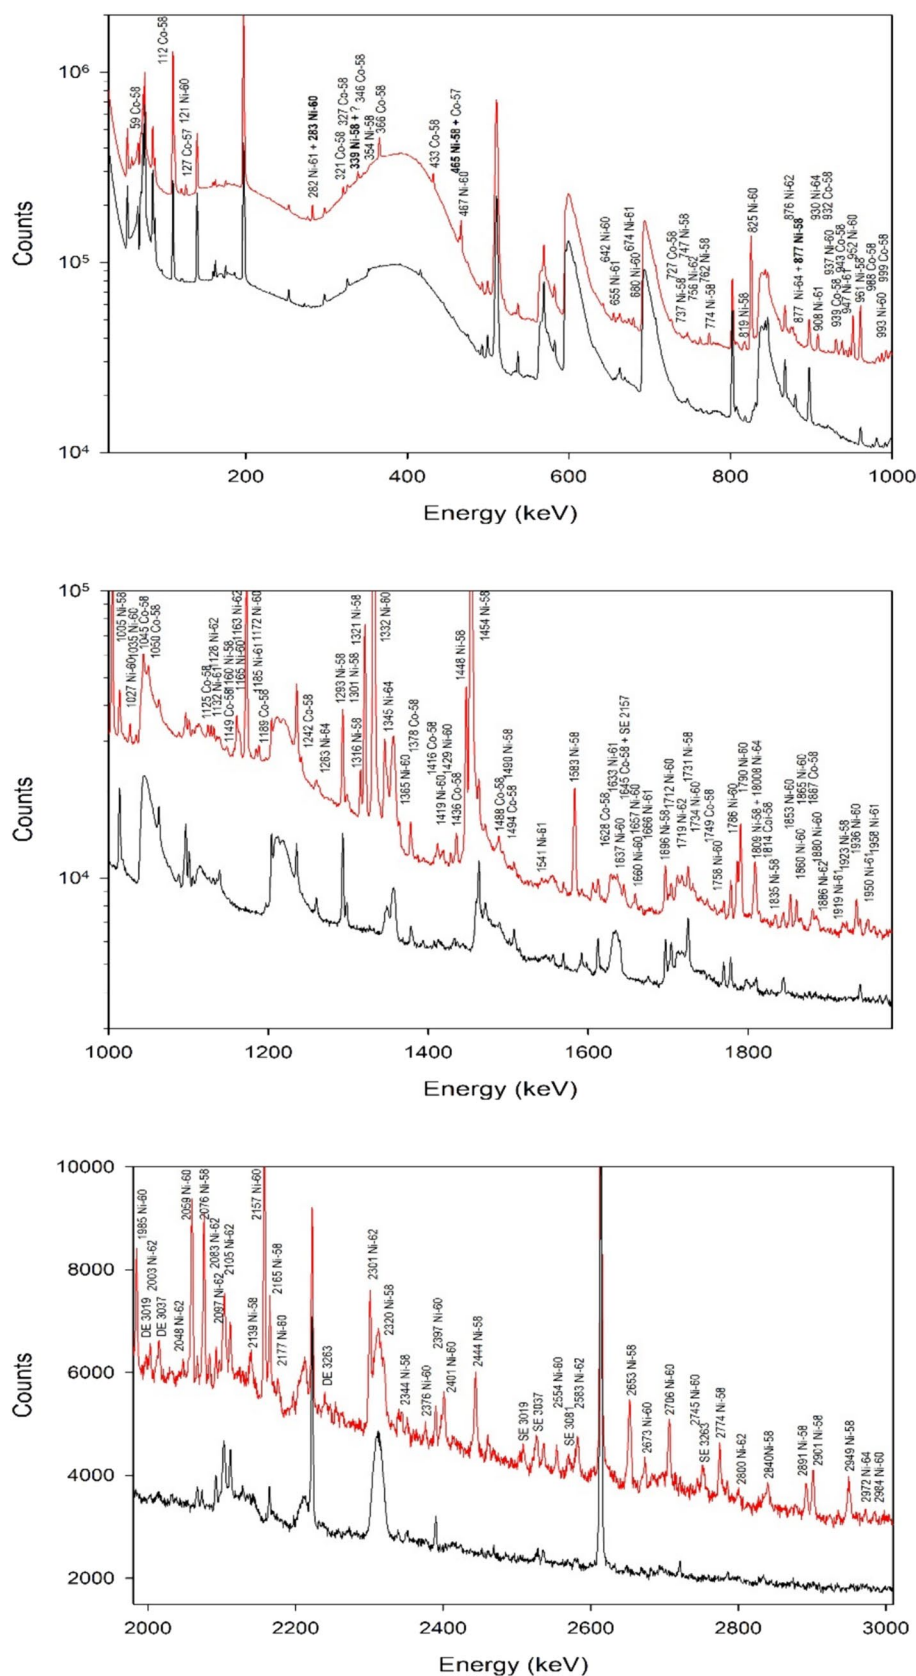 59 Co-58
112 Co-58
127 Co-57
121 Ni-60
282 Ni-61 + 283 Ni-60
321 Co-58
327 Co-58
339 Ni-58 + ?
346 Co-58
354 Ni-58
366 Co-58
433 Co-58
465 Ni-58 + Co-57
467 Ni-60
642 Ni-60
655 Ni-61
674 Ni-61
680 Ni-60
727 Co-58
737 Ni-58
747 Ni-58
756 Ni-62
762 Ni-58
774 Ni-58
819 Ni-58
825 Ni-60
876 Ni-62
877 Ni-64 + 877 Ni-58
908 Ni-61
930 Ni-64
932 Co-58
937 Ni-60
939 Co-58
943 Co-58
947 Ni-61
952 Ni-60
961 Ni-58
988 Co-58
993 Ni-60
999 Co-58
10⁶
10⁵
10⁴
Counts
200
400
600
800
1000
Energy (keV)
1005 Ni-58
1027 Ni-60
1035 Ni-60
1045 Co-58
1050 Co-58
1125 Co-58
1128 Ni-62
1132 Ni-61
1149 Co-58
1160 Ni-58
1163 Ni-62
1165 Ni-60
1172 Ni-60
1185 Ni-61
1189 Co-58
1242 Co-58
1283 Ni-64
1293 Ni-58
1301 Ni-58
1316 Ni-58
1321 Ni-58
1332 Ni-60
1345 Ni-64
1365 Ni-60
1378 Co-58
1416 Co-58
1419 Ni-60
1429 Ni-60
1436 Co-58
1448 Ni-58
1454 Ni-58
1488 Co-58
1490 Ni-58
1494 Co-58
1541 Ni-61
1583 Ni-58
1628 Co-58
1633 Ni-61
1637 Ni-60
1645 Co-58 + SE 2157
1657 Ni-60
1660 Ni-60
1666 Ni-61
1696 Ni-58
1712 Ni-60
1719 Ni-62
1731 Ni-58
1734 Ni-60
1749 Co-58
1758 Ni-60
1786 Ni-60
1790 Ni-60
1809 Ni-58 + 18008 Ni-64
1814 Coi-58
1835 Ni-58
1853 Ni-60
1860 Ni-60
1865 Ni-60
1867 Co-58
1880 Ni-60
1886 Ni-62
1919 Ni-61
1923 Ni-58
1936 Ni-60
1950 Ni-61
1958 Ni-61
10⁵
10⁴
Counts
1000
1200
1400
1600
1800
Energy (keV)
1985 Ni-60
DE 3019
2003 Ni-62
DE 3037
2048 Ni-62
2059 Ni-60
2076 Ni-58
2083 Ni-62
2097 Ni-62
2105 Ni-62
2139 Ni-58
2157 Ni-60
2165 Ni-58
2177 Ni-60
DE 3263
2301 Ni-62
2320 Ni-58
2344 Ni-58
2376 Ni-60
2397 Ni-60
2401 Ni-60
2444 Ni-58
SE 3019
SE 3037
2554 Ni-60
SE 3081
2583 Ni-62
2653 Ni-58
2673 Ni-60
2706 Ni-60
2745 Ni-60
SE 3263
2774 Ni-58
2800 Ni-62
2840Ni-58
2891 Ni-58
2901 Ni-58
2949 Ni-58
2972 Ni-64
2984 Ni-60
10000
8000
6000
4000
2000
Counts
2000
2200
2400
2600
2800
3000
Energy (keV)